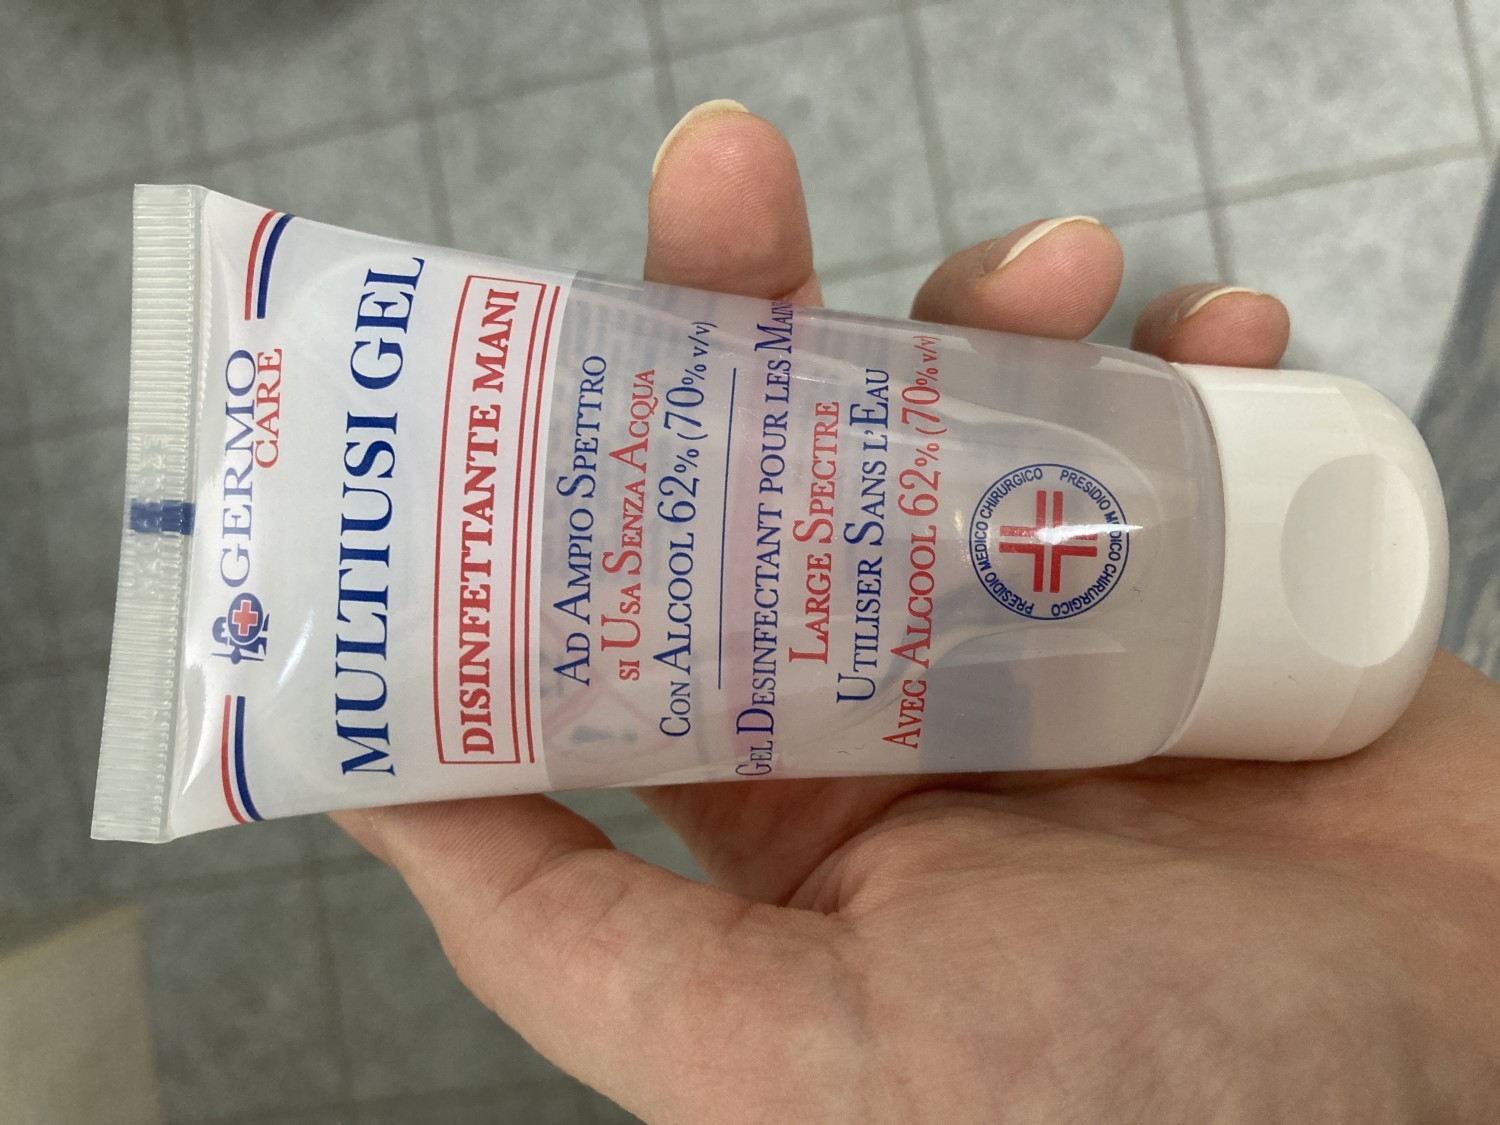 GERMO
CARE
MULTIUSI GEL
DISINFETTANTE MANI
AD AMPIO SPETTRO
SI USA SENZA ACQUA
CON ALCOOL 62% (70% v/v)
GEL DESINFECTANT POUR LES MAINS
LARGE SPECTRE
UTILISER SANS L'EAU
AVEC ALCOOL 62% (70% v/v)
PRESIDIO MEDICO CHIRURGICO PRESIDIO MEDICO CHIRURGICO